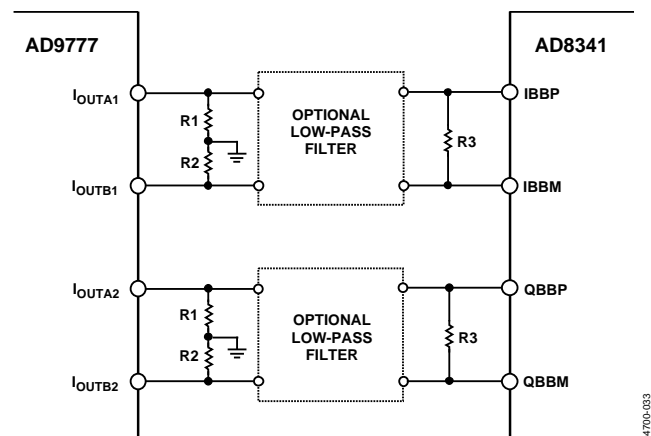 AD9777
AD8341
IOUTA1
R1
R2
IOUTB1
OPTIONAL
LOW-PASS
FILTER
R3
IBBP
IBBM
IOUTA2
R1
R2
IOUTB2
OPTIONAL
LOW-PASS
FILTER
R3
QBBP
QBBM
4700-033